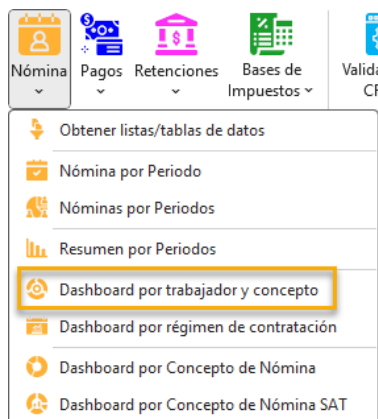 Nómina
Pagos
Retenciones
Bases de
Impuestos
Obtener listas/tablas de datos
Nómina por Periodo
Nóminas por Periodos
Resumen por Periodos
Dashboard por trabajador y concepto
Dashboard por régimen de contratación
Dashboard por Concepto de Nómina
Dashboard por Concepto de Nómina SAT